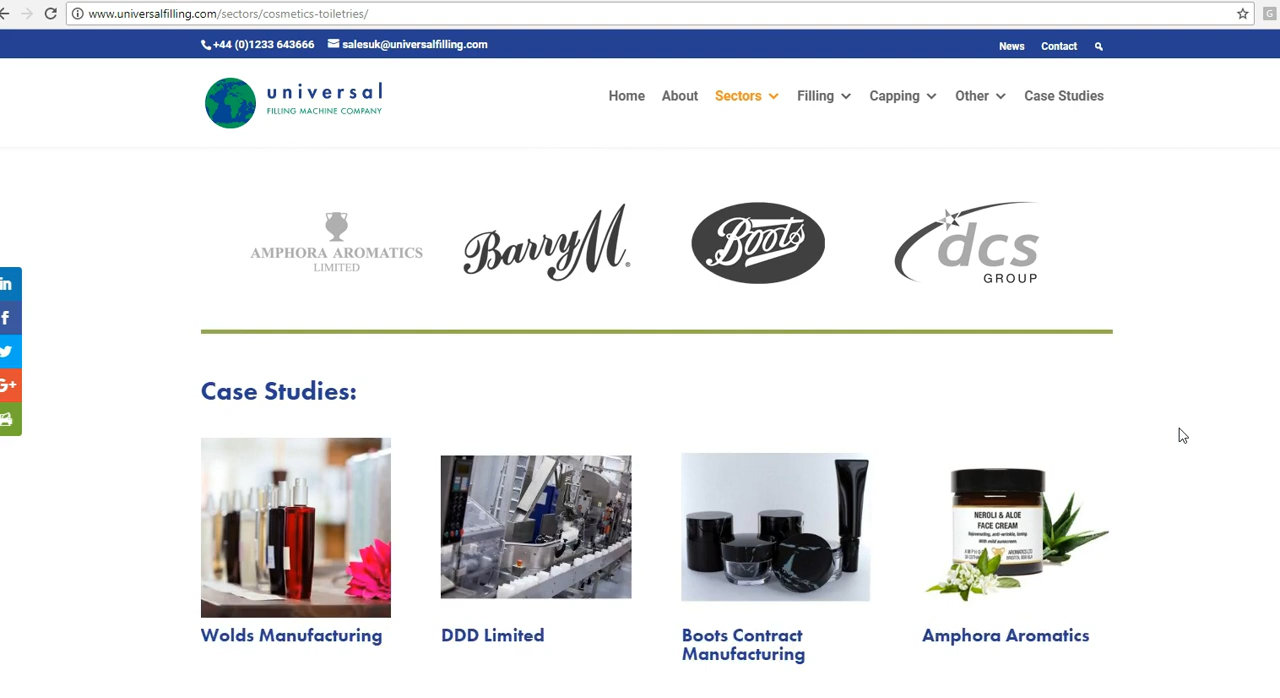 www.universalfilling.com/sectors/cosmetics-toiletries/
G
+44 (0)1233 643666 salesuk@universalfilling.com
News Contact
universal
FILLING MACHINE COMPANY
Home About Sectors Filling Capping Other Case Studies
AMPHORA AROMATICS
LIMITED
Barry M®
Boots
dcs
GROUP
in
f
G+
Case Studies:
NEROLI & ALOE
FACE CREAM
Wolds Manufacturing
DDD Limited
Boots Contract
Manufacturing
Amphora Aromatics